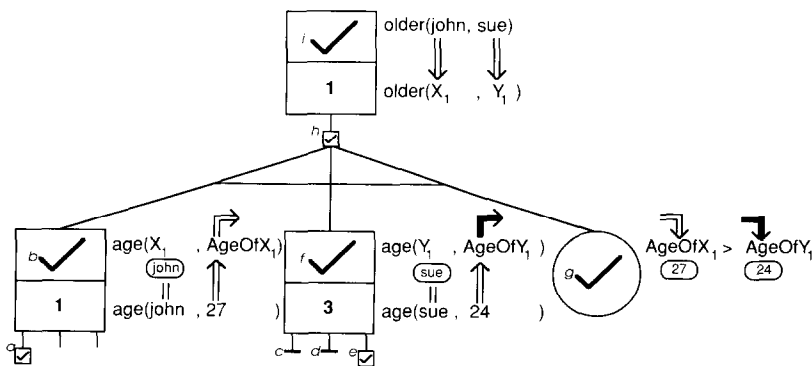 i older(john, sue)
1 older(X₁ , Y₁ )
h
b age(X₁ , AgeOfX₁) f age(Y₁ , AgeOfY₁ ) g AgeOfX₁ > AgeOfY₁
john sue 27 24
1 age(john , 27 ) 3 age(sue , 24 )
a c d e